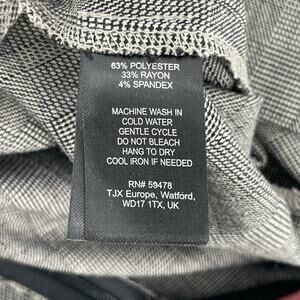 63% POLYESTER
33% RAYON
4% SPANDEX
MACHINE WASH IN
COLD WATER
GENTLE CYCLE
DO NOT BLEACH
HANG TO DRY
COOL IRON IF NEEDED
RN# 59478
TJX Europe, Watford,
WD17 1TX, UK